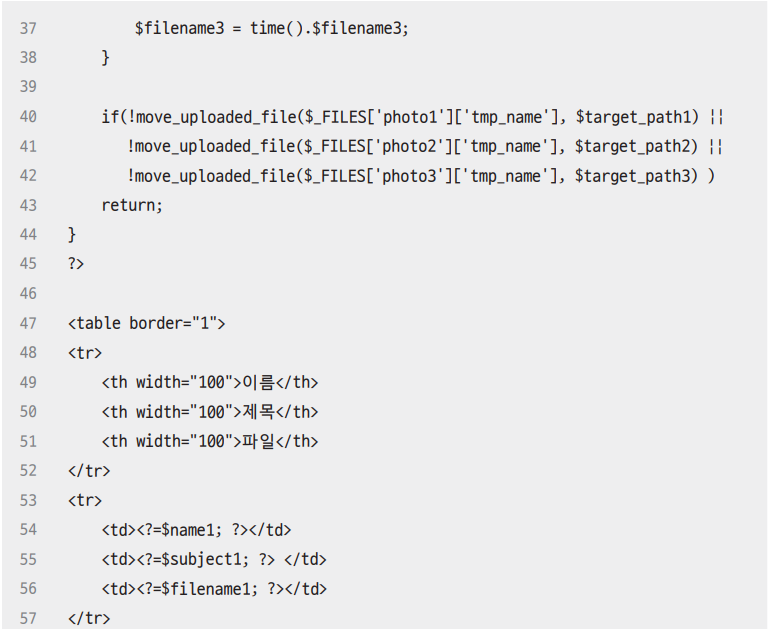 37 $filename3 = time().$filename3;
38 }
39
40 if(!move_uploaded_file($_FILES['photo1']['tmp_name'], $target_path1) ||
41 !move_uploaded_file($_FILES['photo2']['tmp_name'], $target_path2) ||
42 !move_uploaded_file($_FILES['photo3']['tmp_name'], $target_path3) )
43 return;
44 }
45 ?>
46
47 <table border="1">
48 <tr>
49 <th width="100">이름</th>
50 <th width="100">제목</th>
51 <th width="100">파일</th>
52 </tr>
53 <tr>
54 <td><?=$name1; ?></td>
55 <td><?=$subject1; ?> </td>
56 <td><?=$filename1; ?></td>
57 </tr>